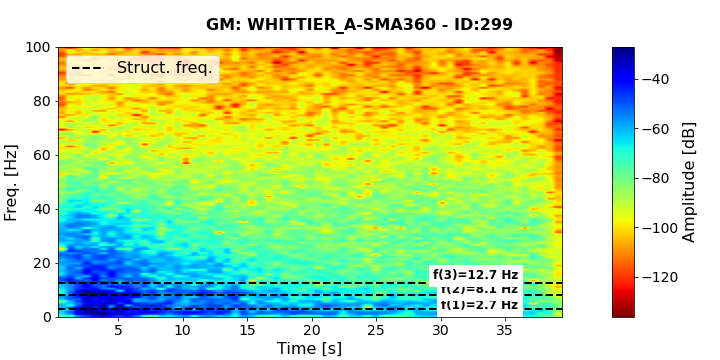 GM: WHITTIER_A-SMA360 - ID:299
Struct. freq.
Freq. [Hz]
100
80
60
40
20
0
f(3)=12.7 Hz
f(2)=8.1 Hz
f(1)=2.7 Hz
5
10
15
20
25
30
35
Time [s]
−40
−60
−80
−100
−120
Amplitude [dB]